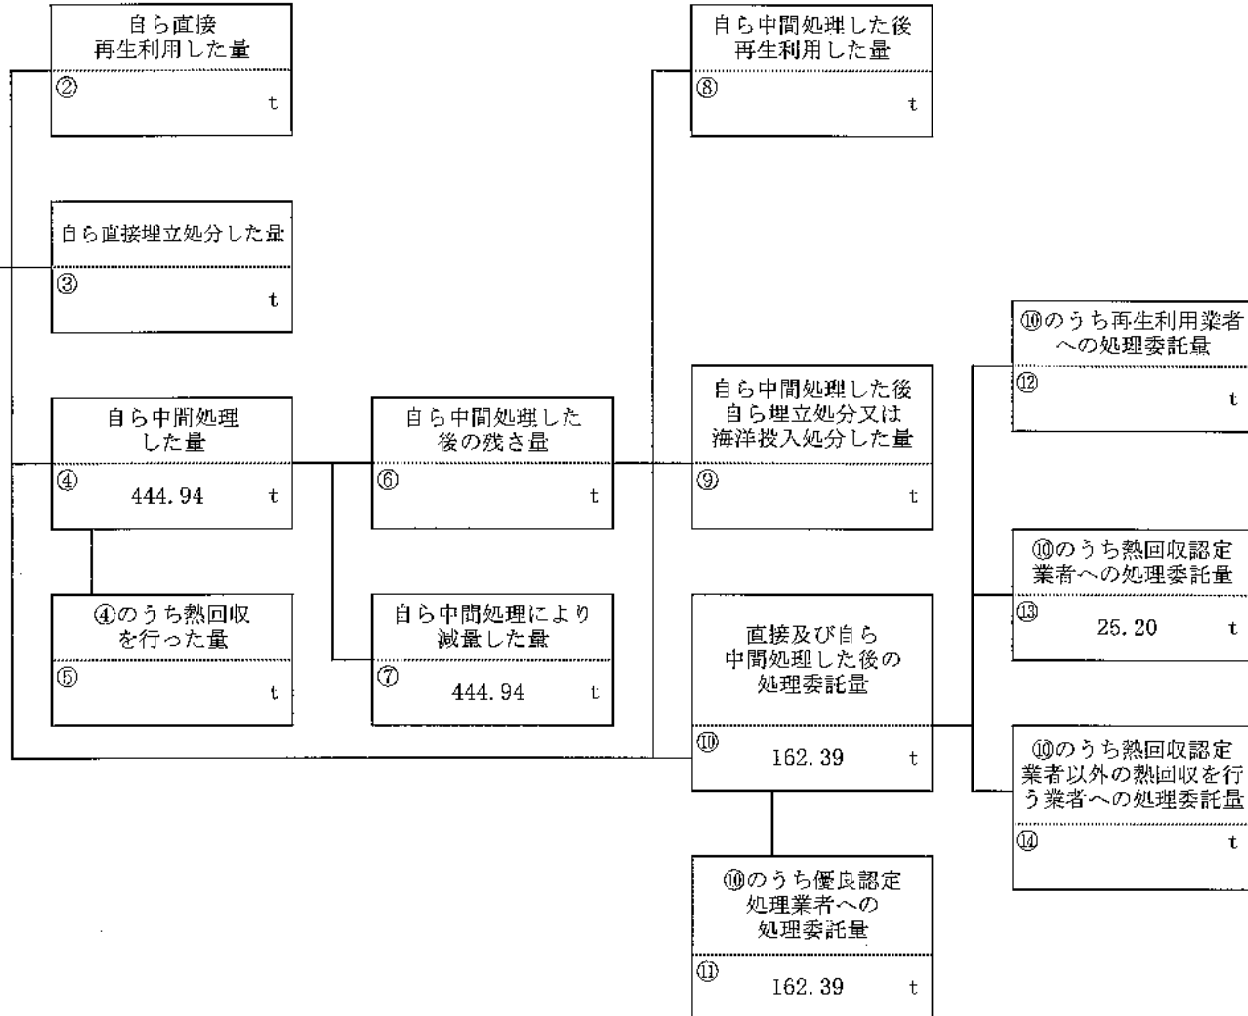 自ら直接
再生利用した量
②
t
自ら中間処理した後
再生利用した量
⑧
t
自ら直接埋立処分した量
③
t
⑩のうち再生利用業者
への処理委託量
⑫
t
自ら中間処理
した量
④
444.94 t
自ら中間処理した
後の残さ量
⑥
t
自ら中間処理した後
自ら埋立処分又は
海洋投入処分した量
⑨
t
⑩のうち熱回収認定
業者への処理委託量
⑬
25.20 t
④のうち熱回収
を行った量
⑤
t
自ら中間処理により
減量した量
⑦
444.94 t
直接及び自ら
中間処理した後の
処理委託量
⑩
162.39 t
⑩のうち熱回収認定
業者以外の熱回収を行
う業者への処理委託量
⑭
t
⑩のうち優良認定
処理業者への
処理委託量
⑪
162.39 t